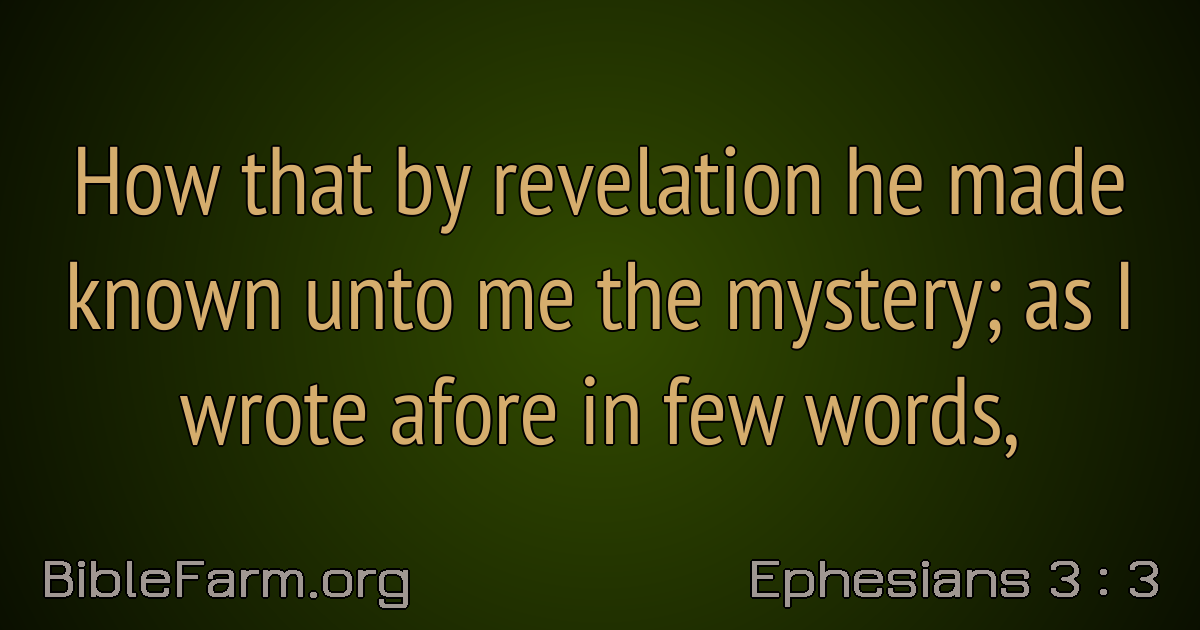 How that by revelation he made
known unto me the mystery; as I
wrote afore in few words,
BibleFarm.org
Ephesians 3 : 3